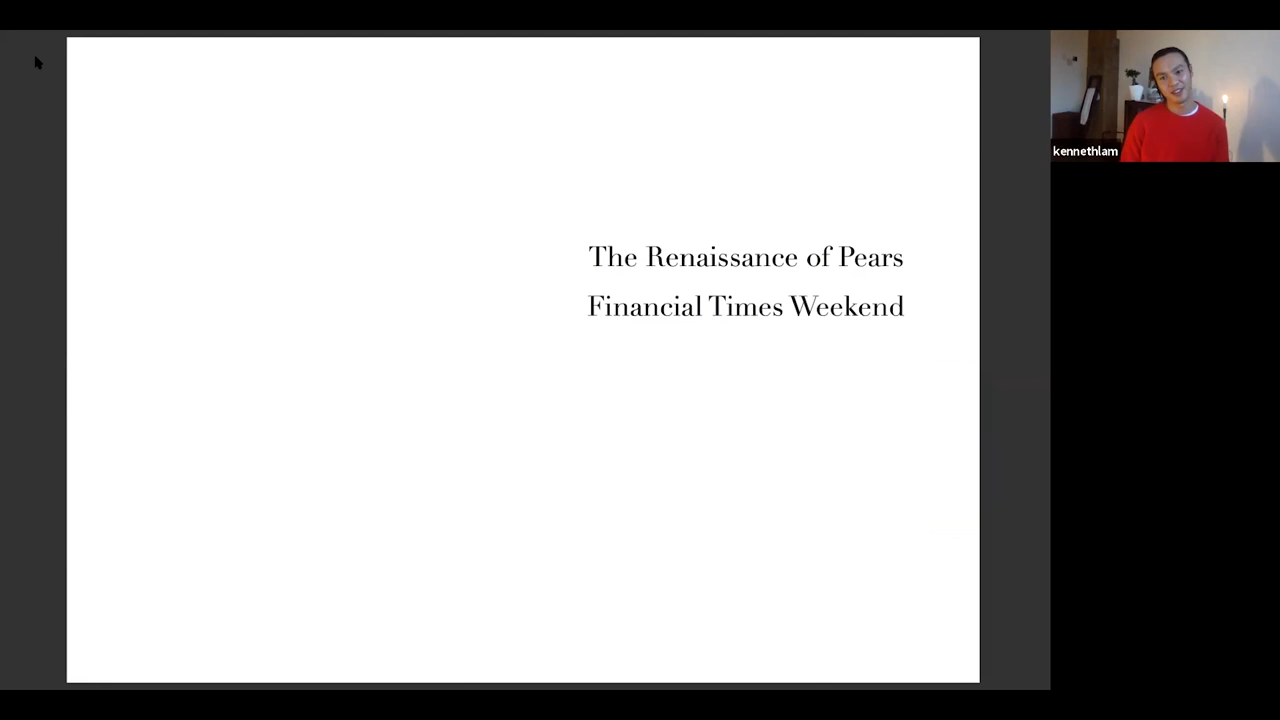 The Renaissance of Pears
Financial Times Weekend
kennethlam